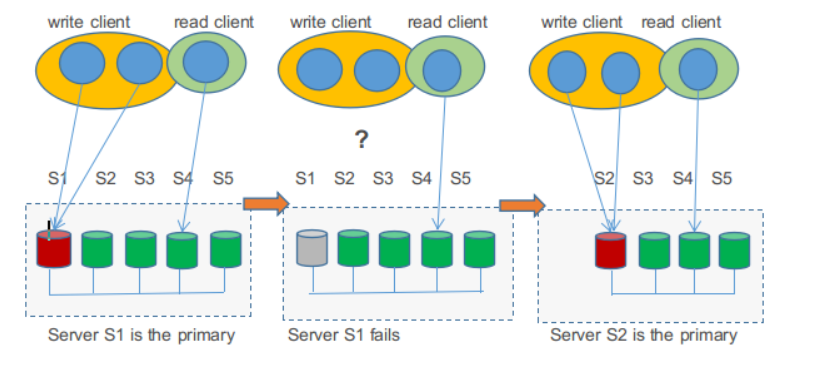 write client read client write client read client write client read client
?
S1 S2 S3 S4 S5 S1 S2 S3 S4 S5 S2 S3 S4 S5
Server S1 is the primary Server S1 fails Server S2 is the primary